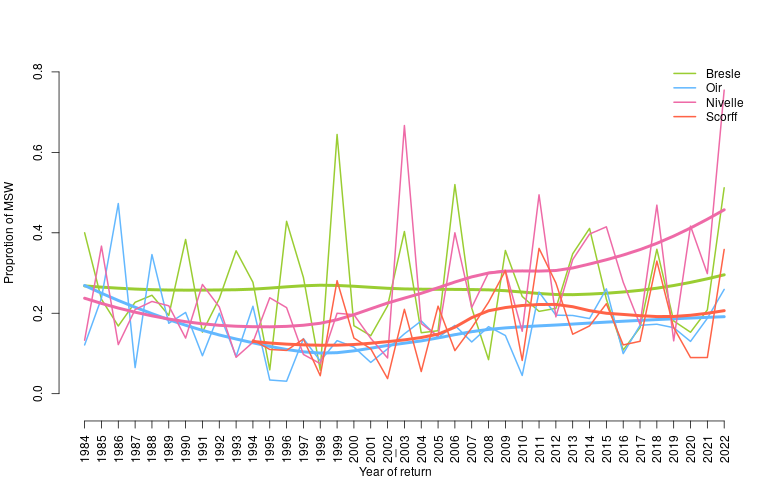 Proprotion of MSW
0.8
0.6
0.4
0.2
0.0
Bresle
Oir
Nivelle
Scorff
1984 1985 1986 1987 1988 1989 1990 1991 1992 1993 1994 1995 1996 1997 1998 1999 2000 2001 2002 2003 2004 2005 2006 2007 2008 2009 2010 2011 2012 2013 2014 2015 2016 2017 2018 2019 2020 2021 2022
Year of return